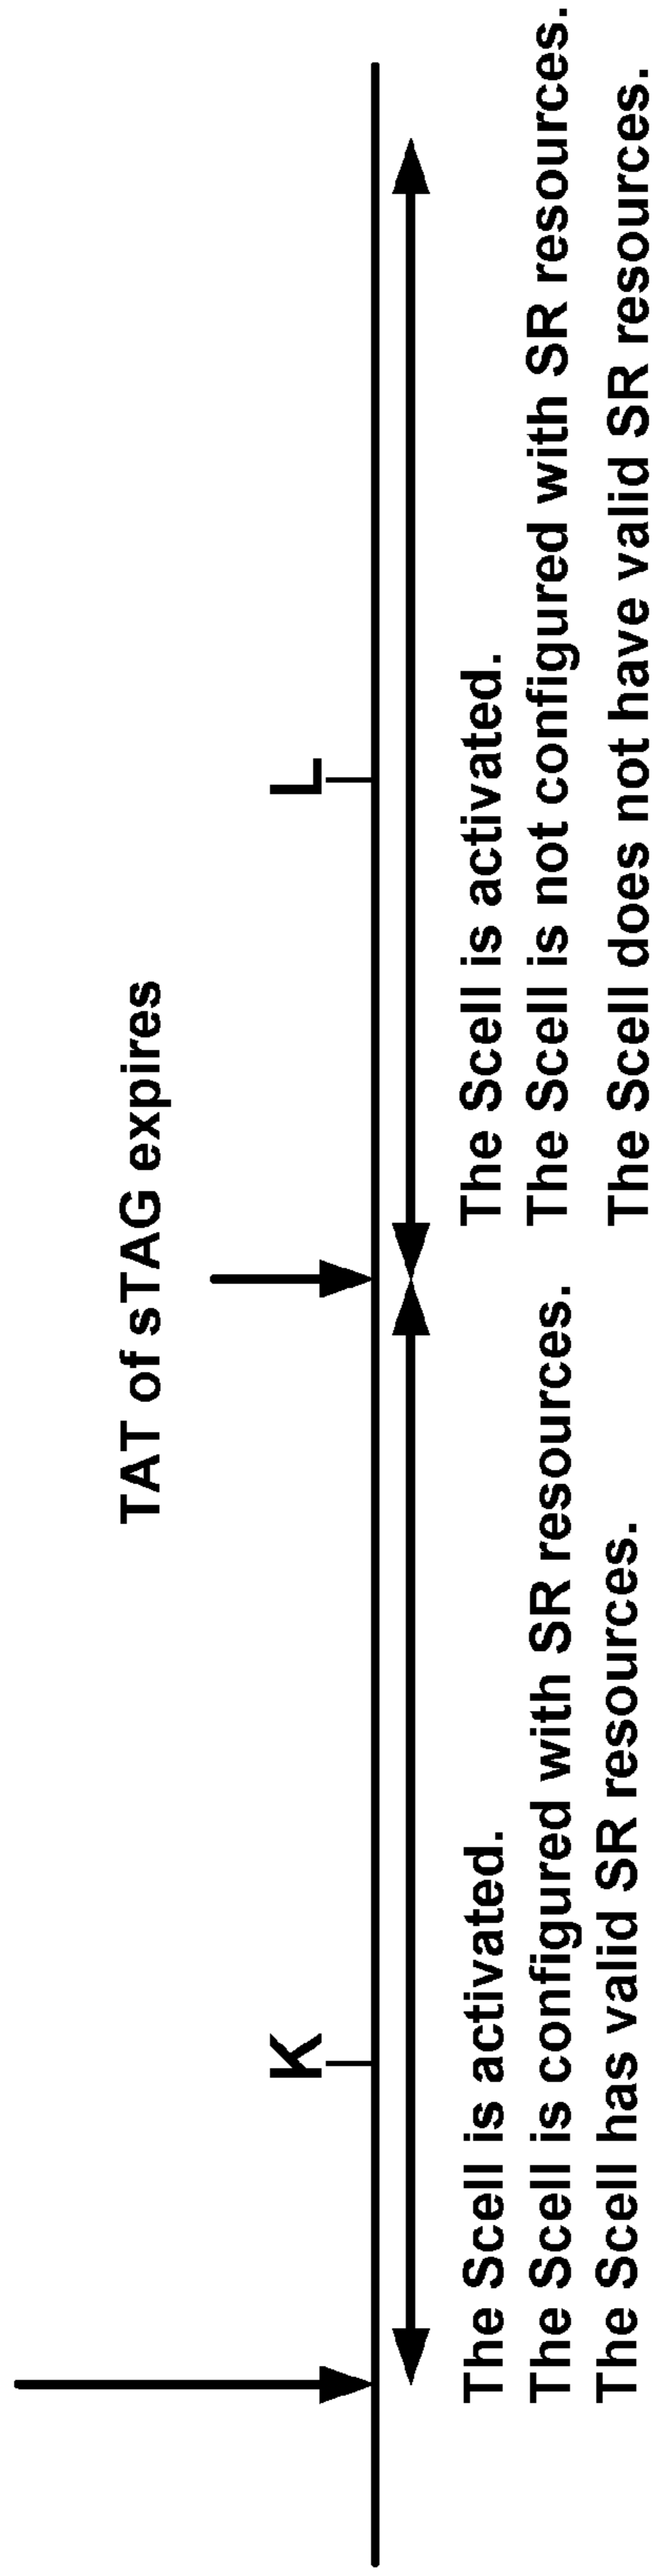 TAT of sTAG expires
K
L
The Scell is activated.
The Scell is configured with SR resources.
The Scell has valid SR resources.
The Scell is activated.
The Scell is not configured with SR resources.
The Scell does not have valid SR resources.